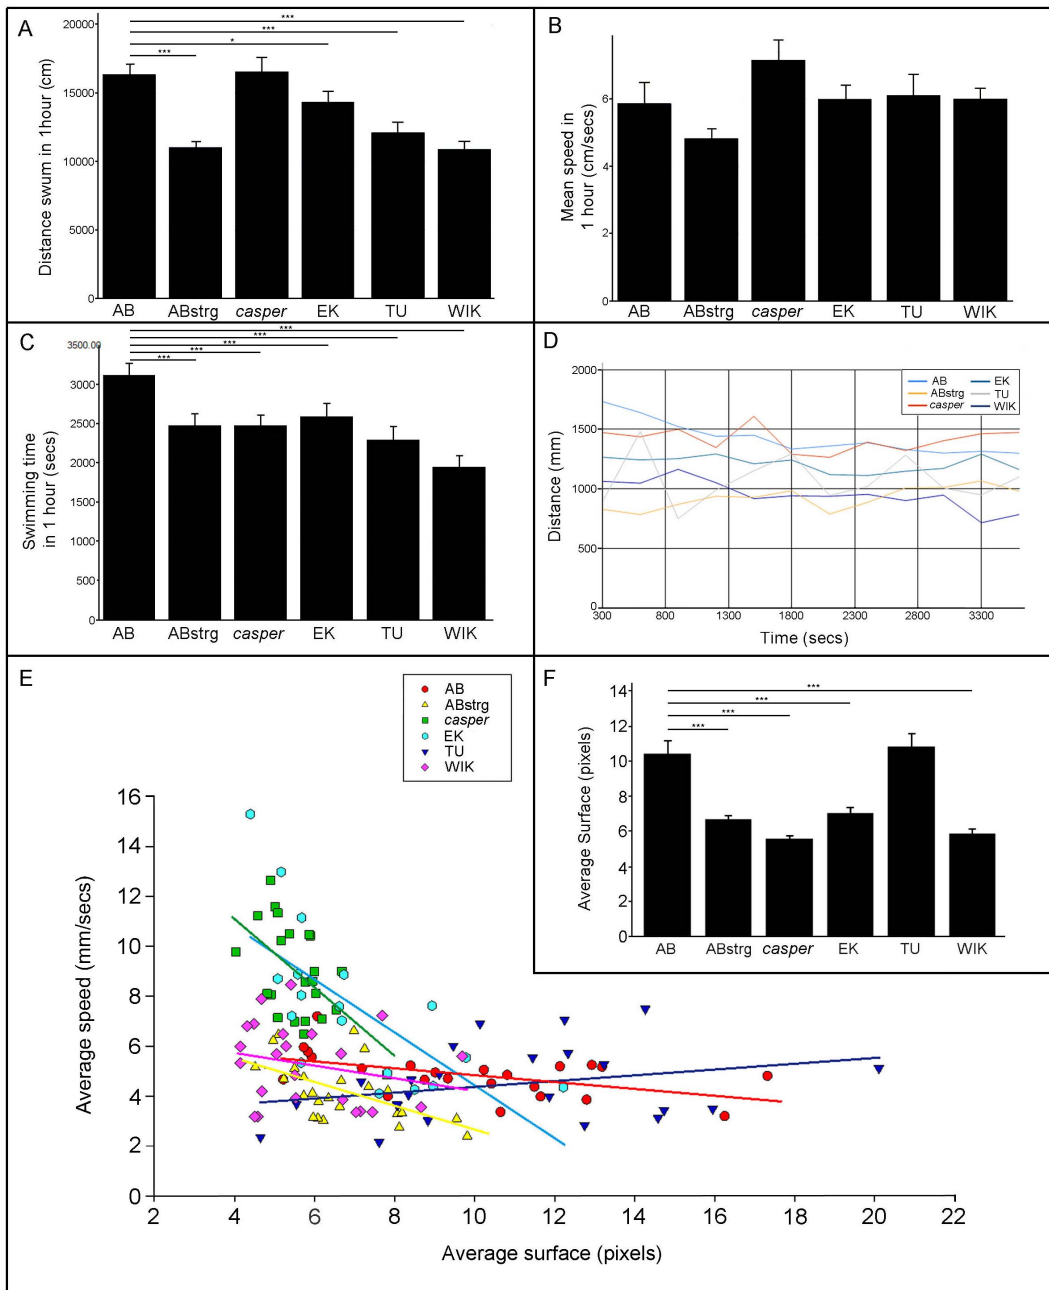 A
20000
15000
10000
5000
0
Distance swum in 1hour (cm)
***
***
*
***
AB ABstrg casper EK TU WIK
B
6
4
2
0
Mean speed in
1 hour (cm/secs)
AB ABstrg casper EK TU WIK
C
3500.00
3000
2500
2000
1500
1000
500
0
Swimming time
in 1 hour (secs)
***
***
***
***
***
AB ABstrg casper EK TU WIK
D
2000
1500
1000
500
0
Distance (mm)
AB EK
ABstrg TU
casper WIK
300 800 1300 1800 2300 2800 3300
Time (secs)
E
AB
ABstrg
casper
EK
TU
WIK
16
14
12
10
8
6
4
2
0
Average speed (mm/secs)
2 4 6 8 10 12 14 16 18 20 22
Average surface (pixels)
F
14
12
10
8
6
4
2
0
Average Surface (pixels)
***
***
***
***
AB ABstrg casper EK TU WIK